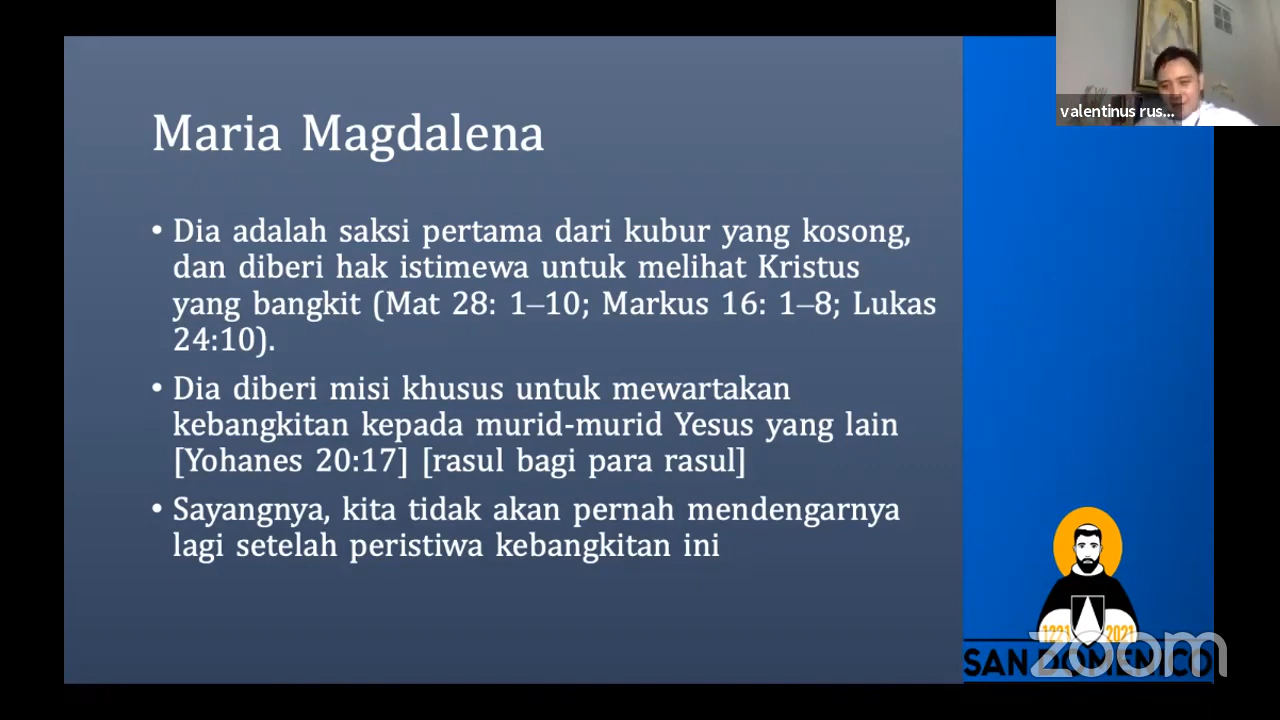 valentinus rus...
Maria Magdalena
• Dia adalah saksi pertama dari kubur yang kosong,
dan diberi hak istimewa untuk melihat Kristus
yang bangkit (Mat 28: 1–10; Markus 16: 1–8; Lukas
24:10).
• Dia diberi misi khusus untuk mewartakan
kebangkitan kepada murid-murid Yesus yang lain
[Yohanes 20:17] [rasul bagi para rasul]
• Sayangnya, kita tidak akan pernah mendengarnya
lagi setelah peristiwa kebangkitan ini
1221 2021
zoom
SAN DOMENICO